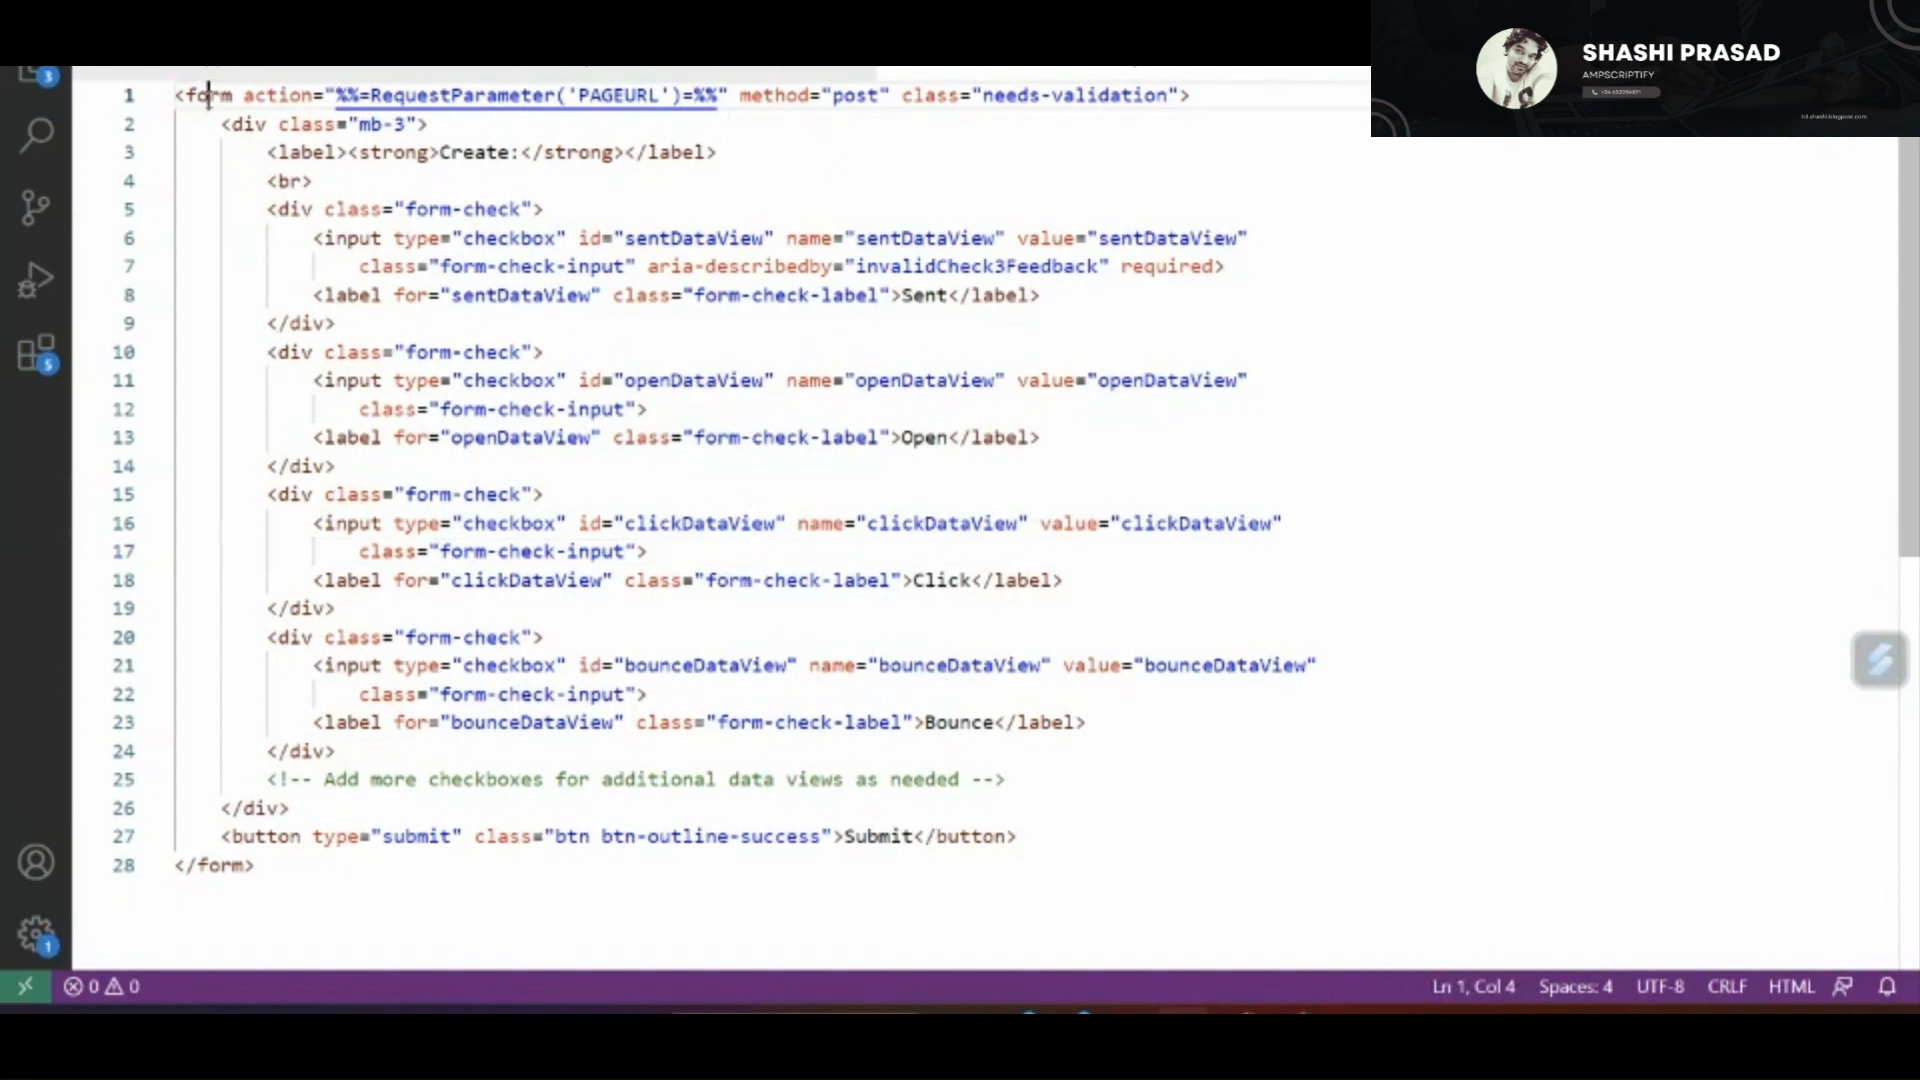 SHASHI PRASAD
AMPSCRIPTIFY
b2.shashi.blogpost.com
3
1 <form action="%%=RequestParameter('PAGEURL')=%%" method="post" class="needs-validation">
2 <div class="mb-3">
3 <label><strong>Create:</strong></label>
4 <br>
5 <div class="form-check">
6 <input type="checkbox" id="sentDataView" name="sentDataView" value="sentDataView"
7 class="form-check-input" aria-describedby="invalidCheck3Feedback" required>
8 <label for="sentDataView" class="form-check-label">Sent</label>
9 </div>
10 <div class="form-check">
11 <input type="checkbox" id="openDataView" name="openDataView" value="openDataView"
12 class="form-check-input">
13 <label for="openDataView" class="form-check-label">Open</label>
14 </div>
15 <div class="form-check">
16 <input type="checkbox" id="clickDataView" name="clickDataView" value="clickDataView"
17 class="form-check-input">
18 <label for="clickDataView" class="form-check-label">Click</label>
19 </div>
20 <div class="form-check">
21 <input type="checkbox" id="bounceDataView" name="bounceDataView" value="bounceDataView"
22 class="form-check-input">
23 <label for="bounceDataView" class="form-check-label">Bounce</label>
24 </div>
25 <!-- Add more checkboxes for additional data views as needed -->
26 </div>
27 <button type="submit" class="btn btn-outline-success">Submit</button>
28 </form>
5
1
0 0 Ln 1, Col 4 Spaces: 4 UTF-8 CRLF HTML